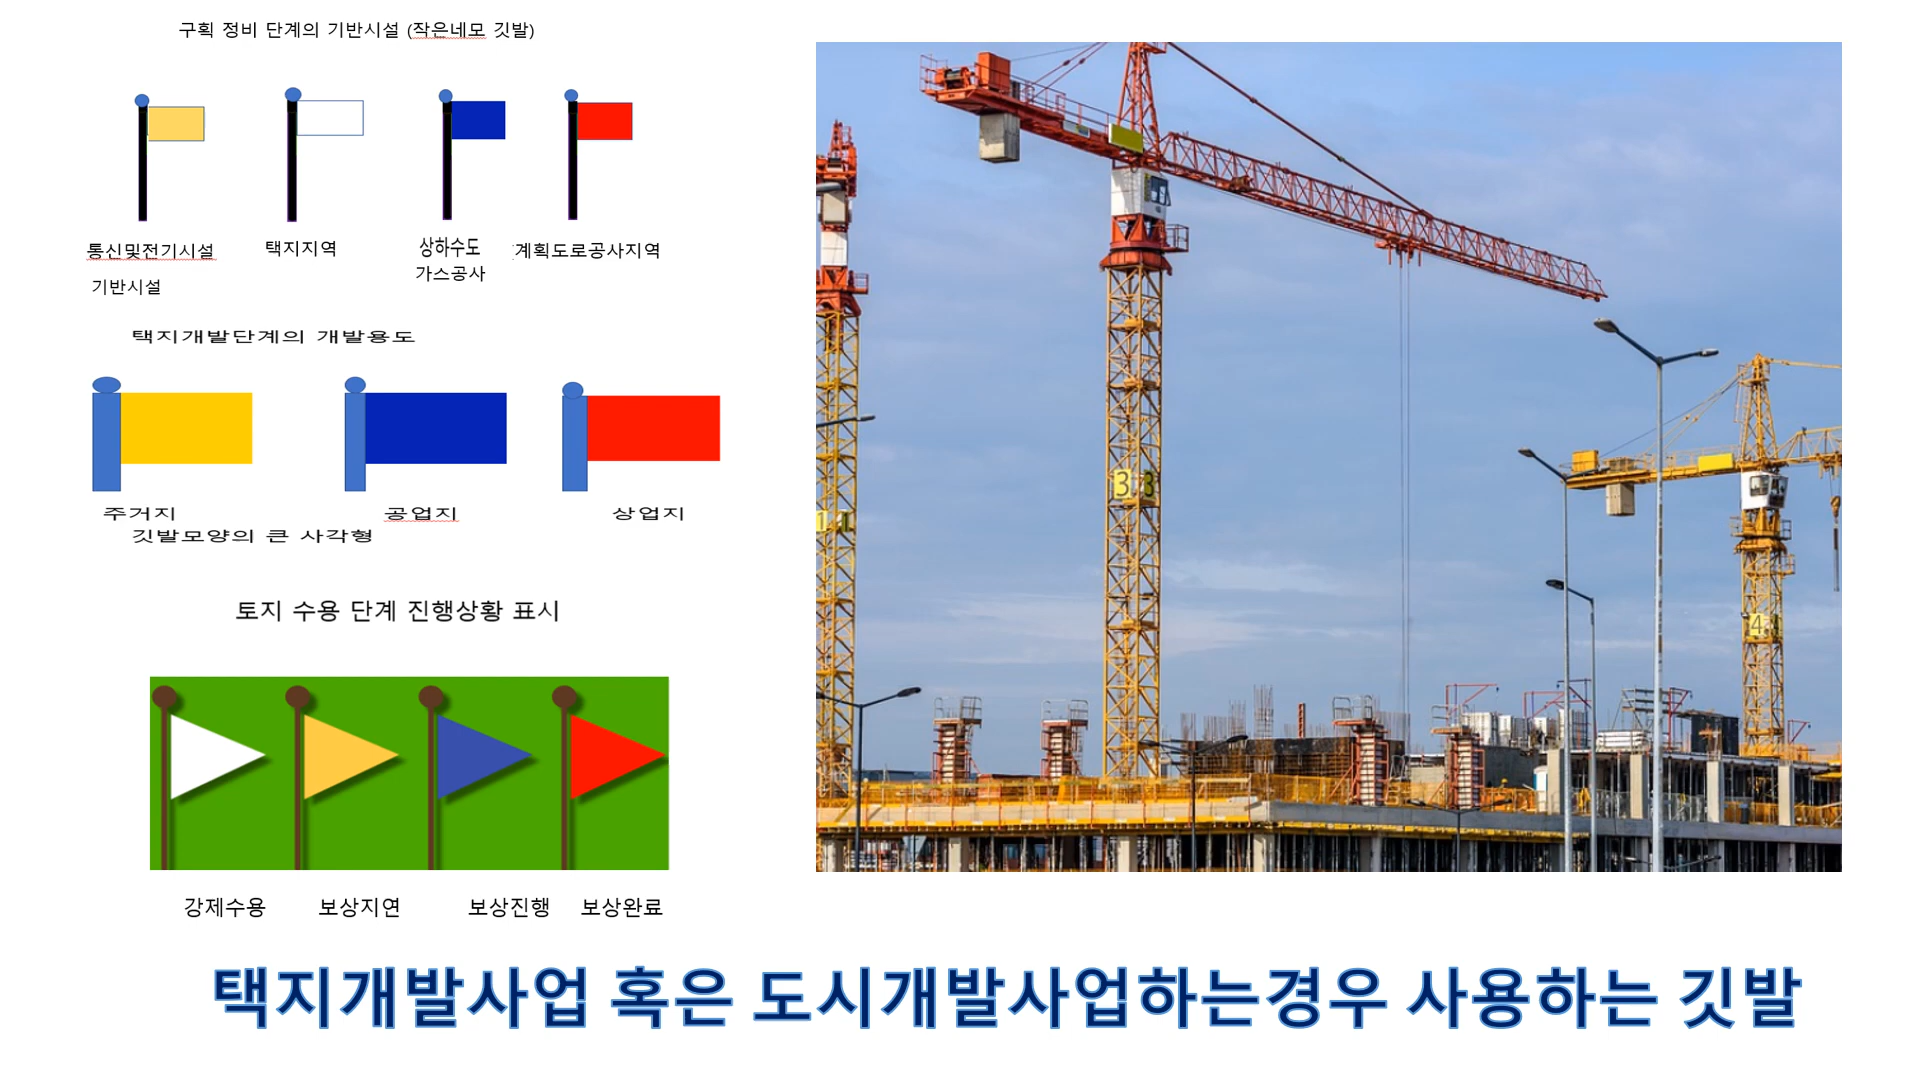 구획 정비 단계의 기반시설 (작은네모 깃발)
통신및전기시설
기반시설
택지지역
상하수도
가스공사
계획도로공사지역
택지개발단계의 개발용도
주거지
공업지
상업지
깃발모양의 큰 사각형
토지 수용 단계 진행상황 표시
강제수용
보상지연
보상진행
보상완료
3 3
1 1
4
택지개발사업 혹은 도시개발사업하는경우 사용하는 깃발